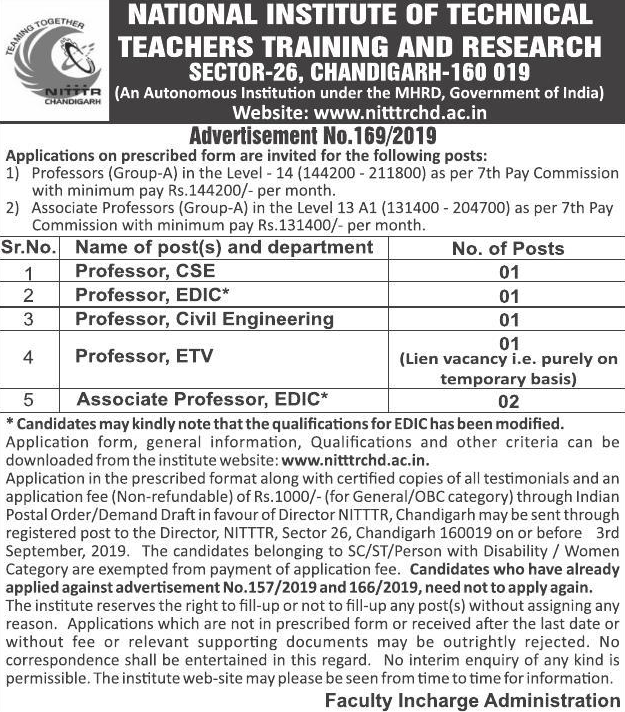 TEAMING TOGETHER
NITTTR
CHANDIGARH
NATIONAL INSTITUTE OF TECHNICAL
TEACHERS TRAINING AND RESEARCH
SECTOR-26, CHANDIGARH-160 019
(An Autonomous Institution under the MHRD, Government of India)
Website: www.nitttrchd.ac.in
Advertisement No.169/2019
Applications on prescribed form are invited for the following posts:
1) Professors (Group-A) in the Level - 14 (144200 - 211800) as per 7th Pay Commission
with minimum pay Rs.144200/- per month.
2) Associate Professors (Group-A) in the Level 13 A1 (131400 - 204700) as per 7th Pay
Commission with minimum pay Rs.131400/- per month.
Sr.No. Name of post(s) and department No. of Posts
1 Professor, CSE 01
2 Professor, EDIC* 01
3 Professor, Civil Engineering 01
4 Professor, ETV 01
(Lien vacancy i.e. purely on
temporary basis)
5 Associate Professor, EDIC* 02
* Candidates may kindly note that the qualifications for EDIC has been modified.
Application form, general information, Qualifications and other criteria can be
downloaded from the institute website: www.nitttrchd.ac.in.
Application in the prescribed format along with certified copies of all testimonials and an
application fee (Non-refundable) of Rs.1000/- (for General/OBC category) through Indian
Postal Order/Demand Draft in favour of Director NITTTR, Chandigarh may be sent through
registered post to the Director, NITTTR, Sector 26, Chandigarh 160019 on or before 3rd
September, 2019. The candidates belonging to SC/ST/Person with Disability / Women
Category are exempted from payment of application fee. Candidates who have already
applied against advertisement No.157/2019 and 166/2019, need not to apply again.
The institute reserves the right to fill-up or not to fill-up any post(s) without assigning any
reason. Applications which are not in prescribed form or received after the last date or
without fee or relevant supporting documents may be outrightly rejected. No
correspondence shall be entertained in this regard. No interim enquiry of any kind is
permissible. The institute web-site may please be seen from time to time for information.
Faculty Incharge Administration